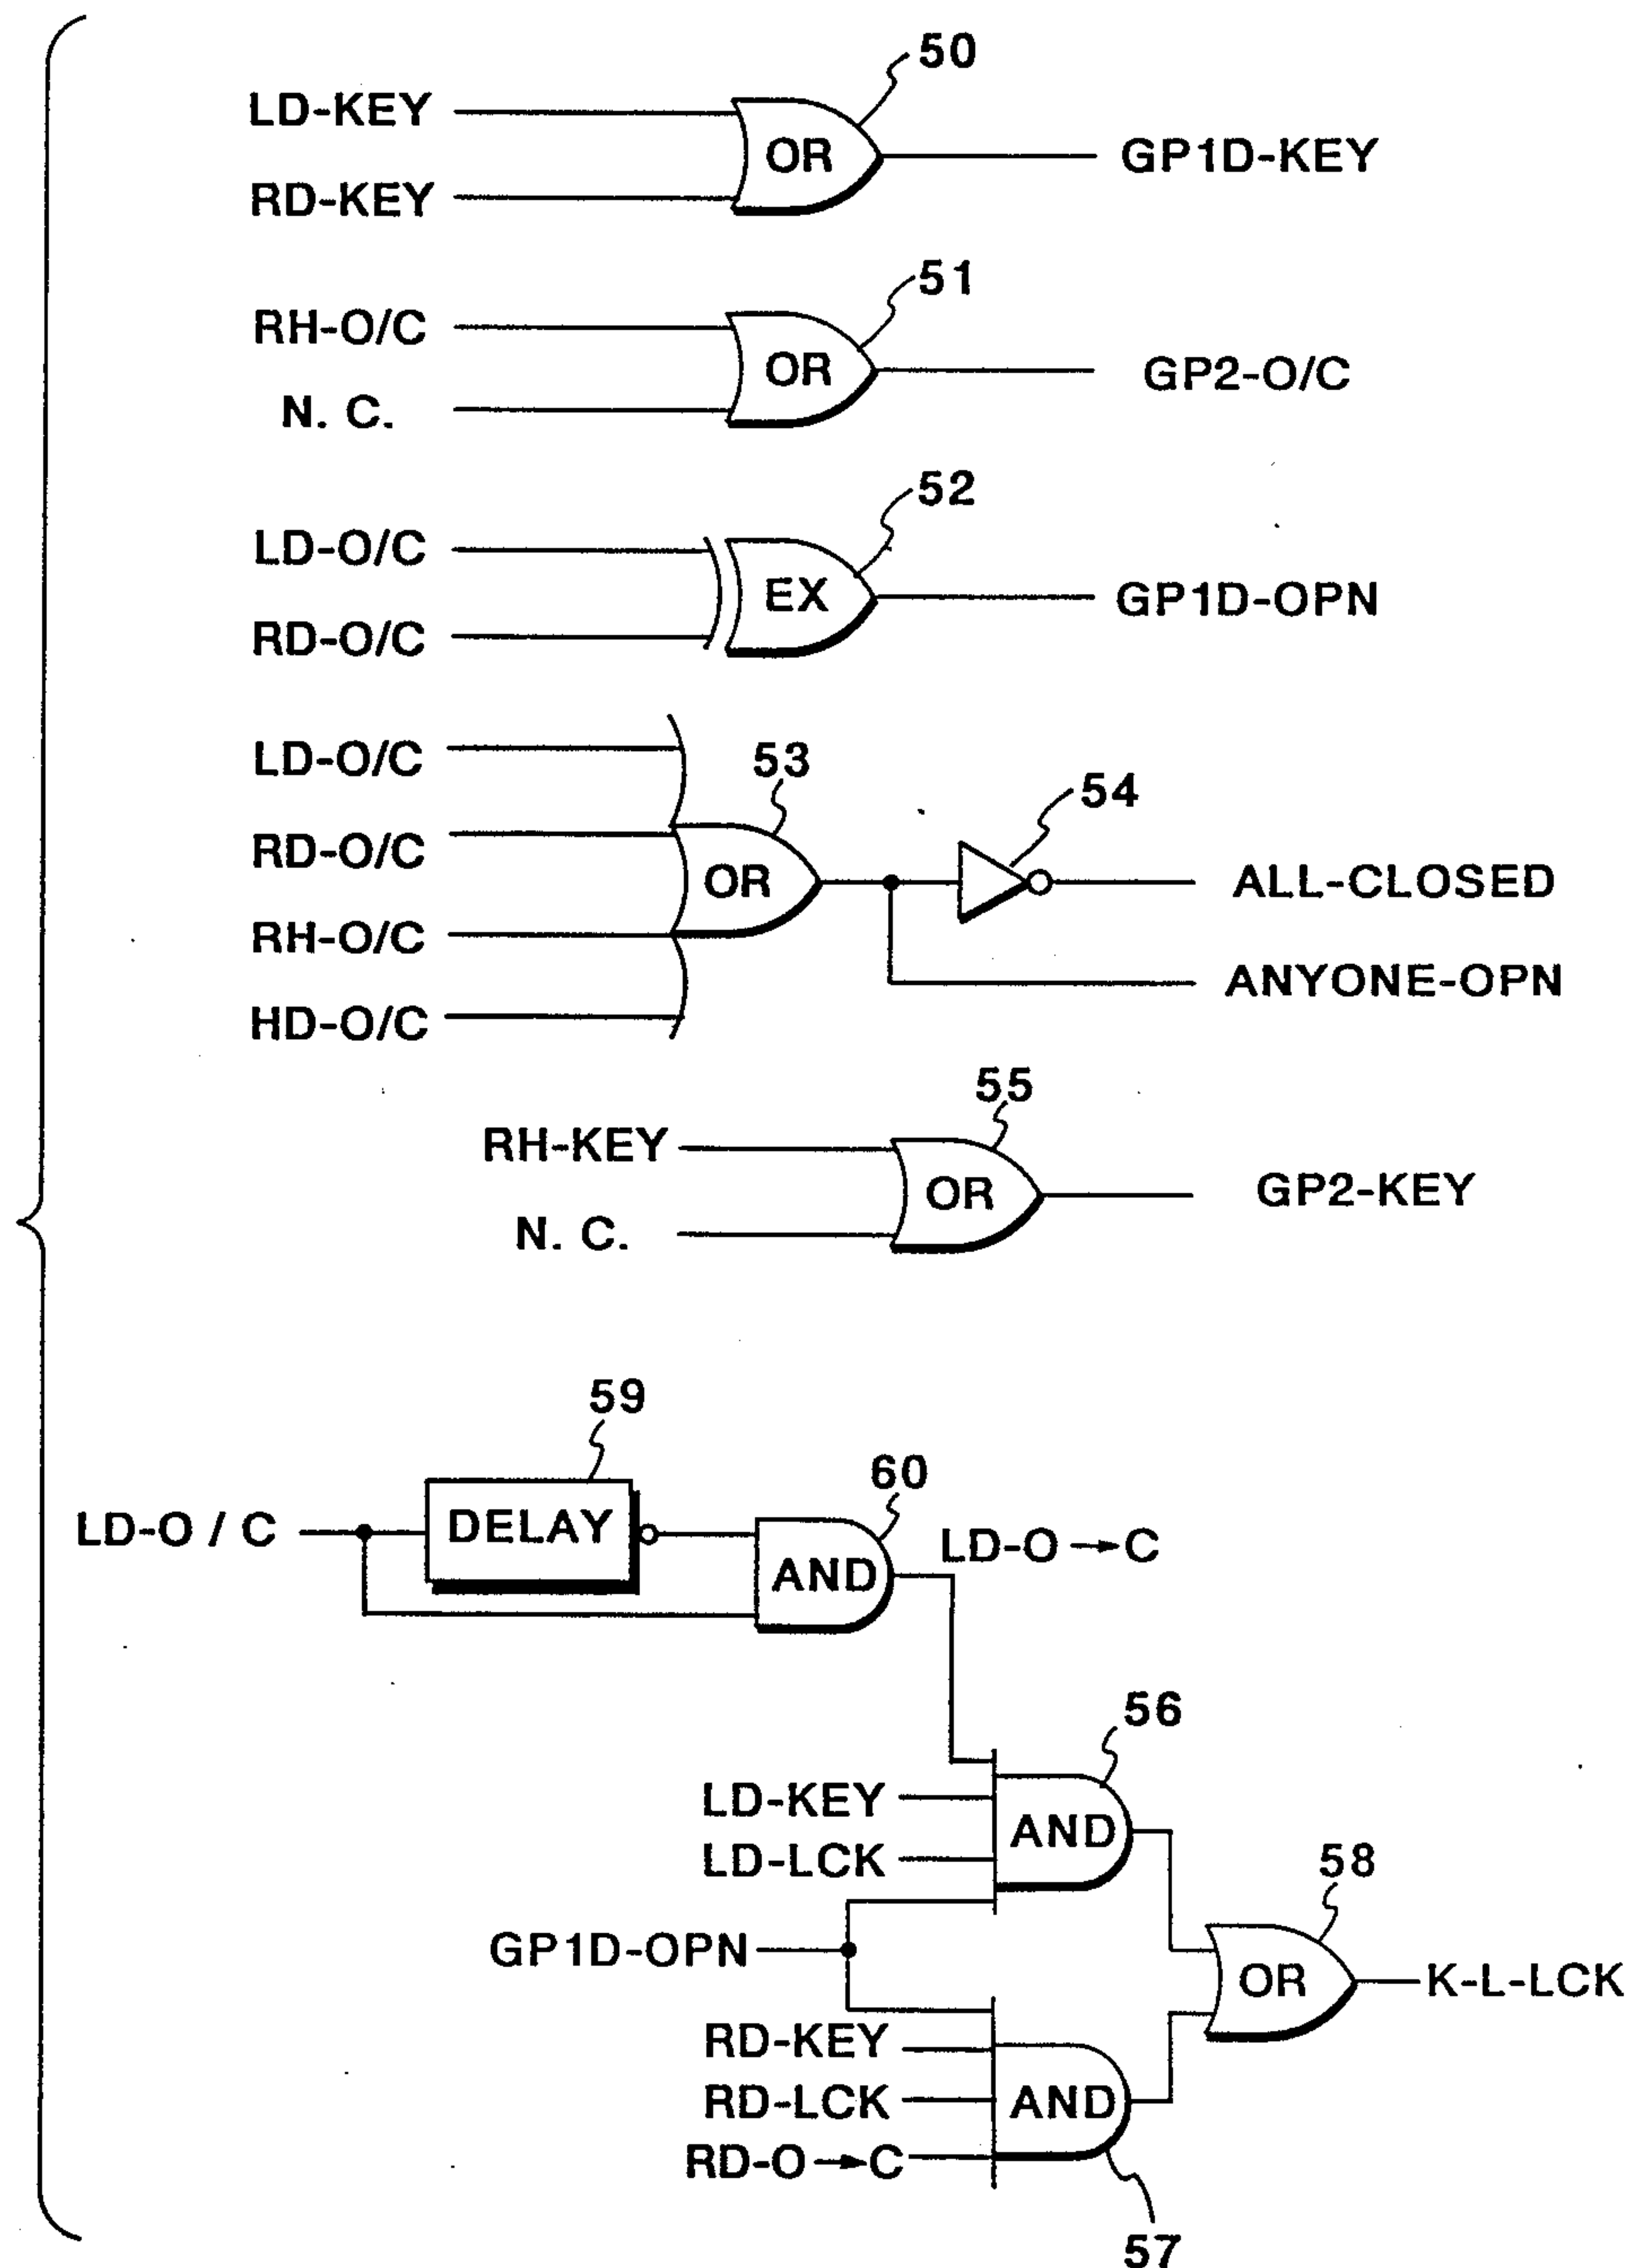 50
LD-KEY
OR
GP1D-KEY
RD-KEY
51
RH-O/C
OR
GP2-O/C
N. C.
52
LD-O/C
EX
GP1D-OPN
RD-O/C
LD-O/C
53
54
RD-O/C
OR
ALL-CLOSED
RH-O/C
ANYONE-OPN
HD-O/C
55
RH-KEY
OR
GP2-KEY
N. C.
59
60
LD-O / C
DELAY
AND
LD-O→C
56
LD-KEY
AND
LD-LCK
58
GP1D-OPN
OR
K-L-LCK
RD-KEY
RD-LCK
AND
RD-O→C
57